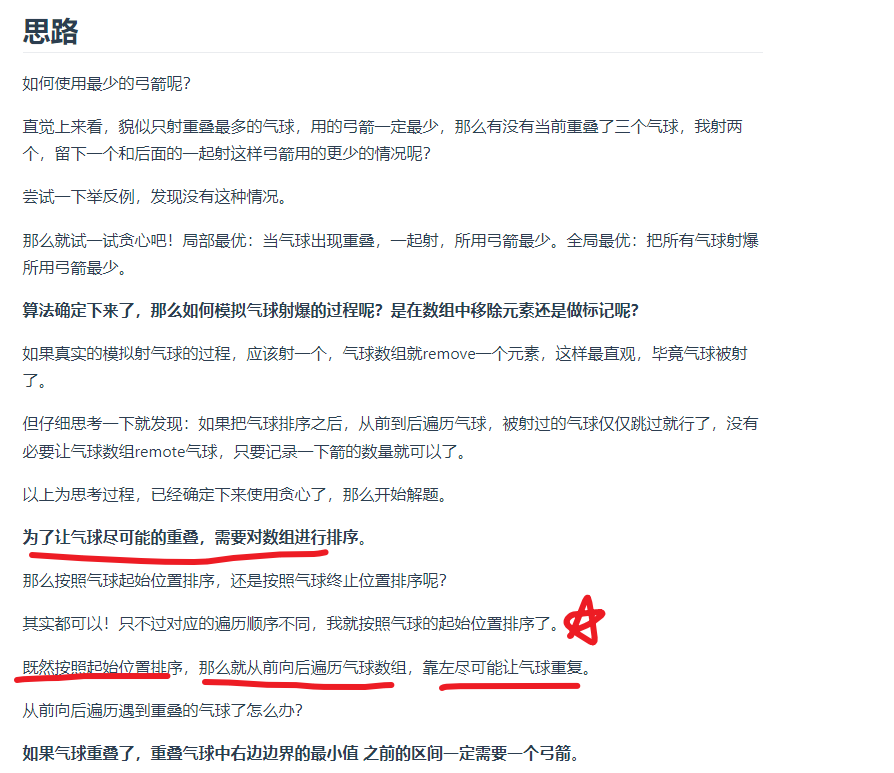 思路
如何使用最少的弓箭呢？
直觉上来看，貌似只射重叠最多的气球，用的弓箭一定最少，那么有没有当前重叠了三个气球，我射两
个，留下一个和后面的一起射这样弓箭用的更少的情况呢？
尝试一下举反例，发现没有这种情况。
那么就试一试贪心吧！局部最优：当气球出现重叠，一起射，所用弓箭最少。全局最优：把所有气球射爆
所用弓箭最少。
算法确定下来了，那么如何模拟气球射爆的过程呢？是在数组中移除元素还是做标记呢？
如果真实的模拟射气球的过程，应该射一个，气球数组就remove一个元素，这样最直观，毕竟气球被射
了。
但仔细思考一下就发现：如果把气球排序之后，从前到后遍历气球，被射过的气球仅仅跳过就行了，没有
必要让气球数组remote气球，只要记录一下箭的数量就可以了。
以上为思考过程，已经确定下来使用贪心了，那么开始解题。
为了让气球尽可能的重叠，需要对数组进行排序。
那么按照气球起始位置排序，还是按照气球终止位置排序呢？
其实都可以！只不过对应的遍历顺序不同，我就按照气球的起始位置排序了。
既然按照起始位置排序，那么就从前向后遍历气球数组，靠左尽可能让气球重复。
从前向后遍历遇到重叠的气球了怎么办？
如果气球重叠了，重叠气球中右边边界的最小值 之前的区间一定需要一个弓箭。